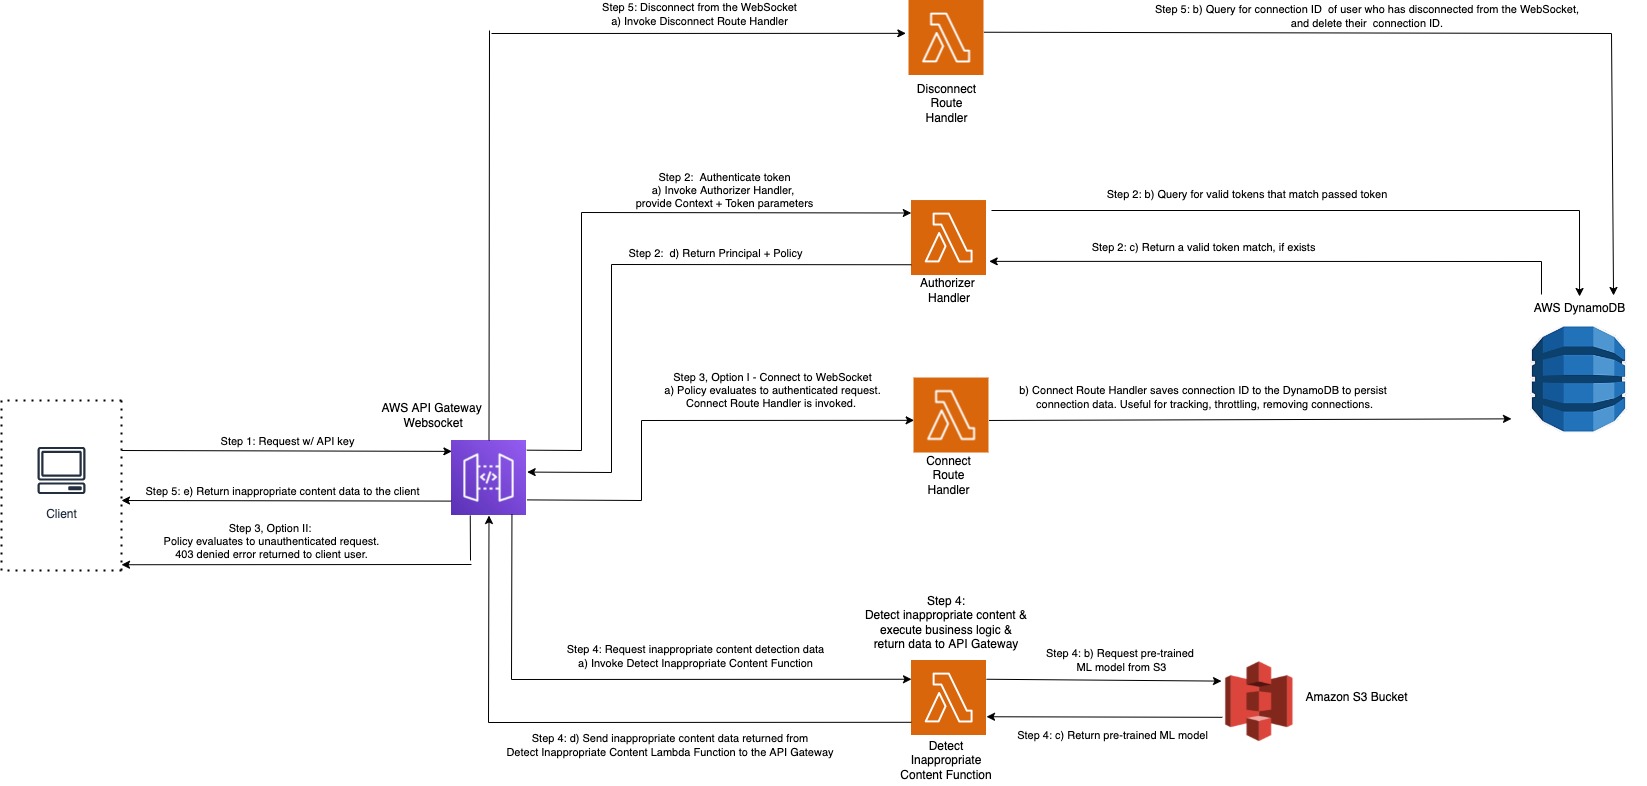 Step 5: Disconnect from the WebSocket
a) Invoke Disconnect Route Handler
Step 5: b) Query for connection ID of user who has disconnected from the WebSocket,
and delete their connection ID.
Disconnect
Route
Handler
Step 2: Authenticate token
a) Invoke Authorizer Handler,
provide Context + Token parameters
Step 2: b) Query for valid tokens that match passed token
Step 2: d) Return Principal + Policy
Step 2: c) Return a valid token match, if exists
Authorizer
Handler
AWS DynamoDB
Step 3, Option I - Connect to WebSocket
a) Policy evaluates to authenticated request.
Connect Route Handler is invoked.
b) Connect Route Handler saves connection ID to the DynamoDB to persist
connection data. Useful for tracking, throttling, removing connections.
AWS API Gateway
Websocket
Step 1: Request w/ API key
Connect
Route
Handler
Step 5: e) Return inappropriate content data to the client
Client
Step 3, Option II:
Policy evaluates to unauthenticated request.
403 denied error returned to client user.
Step 4:
Detect inappropriate content &
execute business logic &
return data to API Gateway
Step 4: Request inappropriate content detection data
a) Invoke Detect Inappropriate Content Function
Step 4: b) Request pre-trained
ML model from S3
Amazon S3 Bucket
Step 4: d) Send inappropriate content data returned from
Detect Inappropriate Content Lambda Function to the API Gateway
Step 4: c) Return pre-trained ML model
Detect
Inappropriate
Content Function